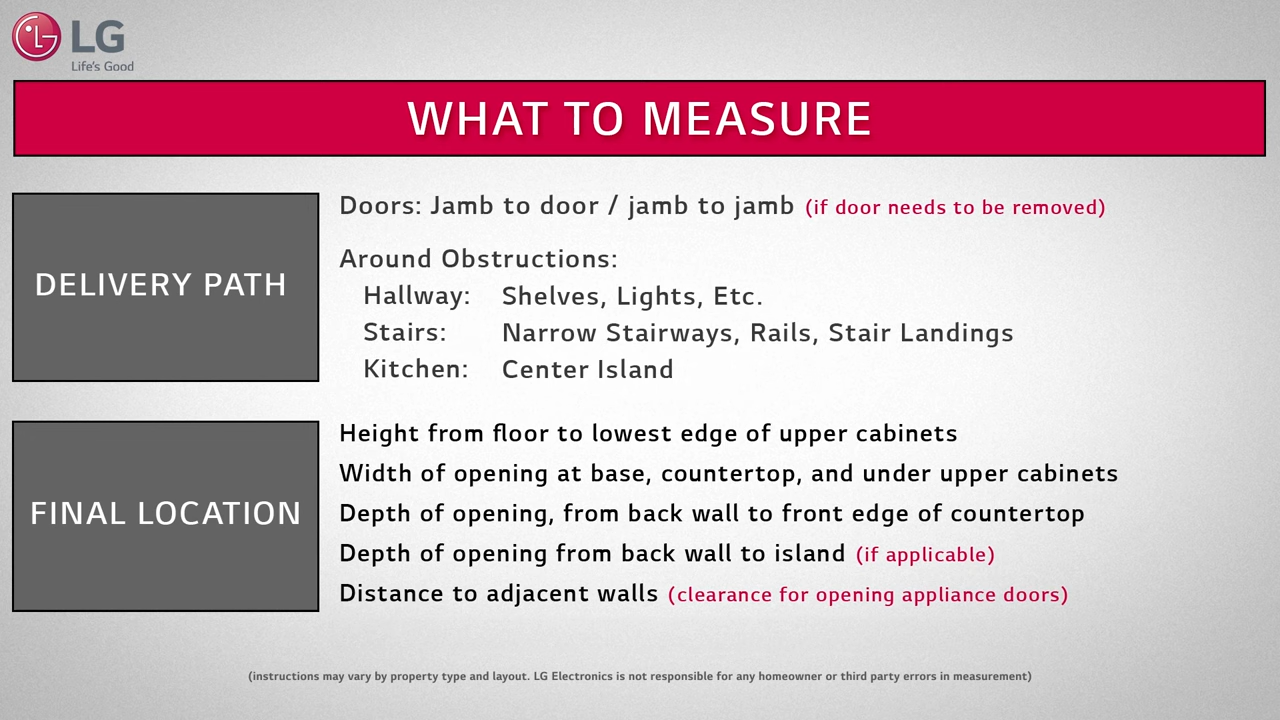 LG
Life's Good
WHAT TO MEASURE
DELIVERY PATH
Doors: Jamb to door / jamb to jamb (if door needs to be removed)
Around Obstructions:
Hallway: Shelves, Lights, Etc.
Stairs: Narrow Stairways, Rails, Stair Landings
Kitchen: Center Island
FINAL LOCATION
Height from floor to lowest edge of upper cabinets
Width of opening at base, countertop, and under upper cabinets
Depth of opening, from back wall to front edge of countertop
Depth of opening from back wall to island (if applicable)
Distance to adjacent walls (clearance for opening appliance doors)
(instructions may vary by property type and layout. LG Electronics is not responsible for any homeowner or third party errors in measurement)